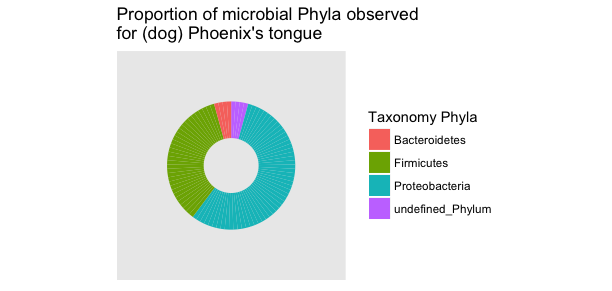 Proportion of microbial Phyla observed
for (dog) Phoenix's tongue
Taxonomy Phyla
Bacteroidetes
Firmicutes
Proteobacteria
undefined_Phylum